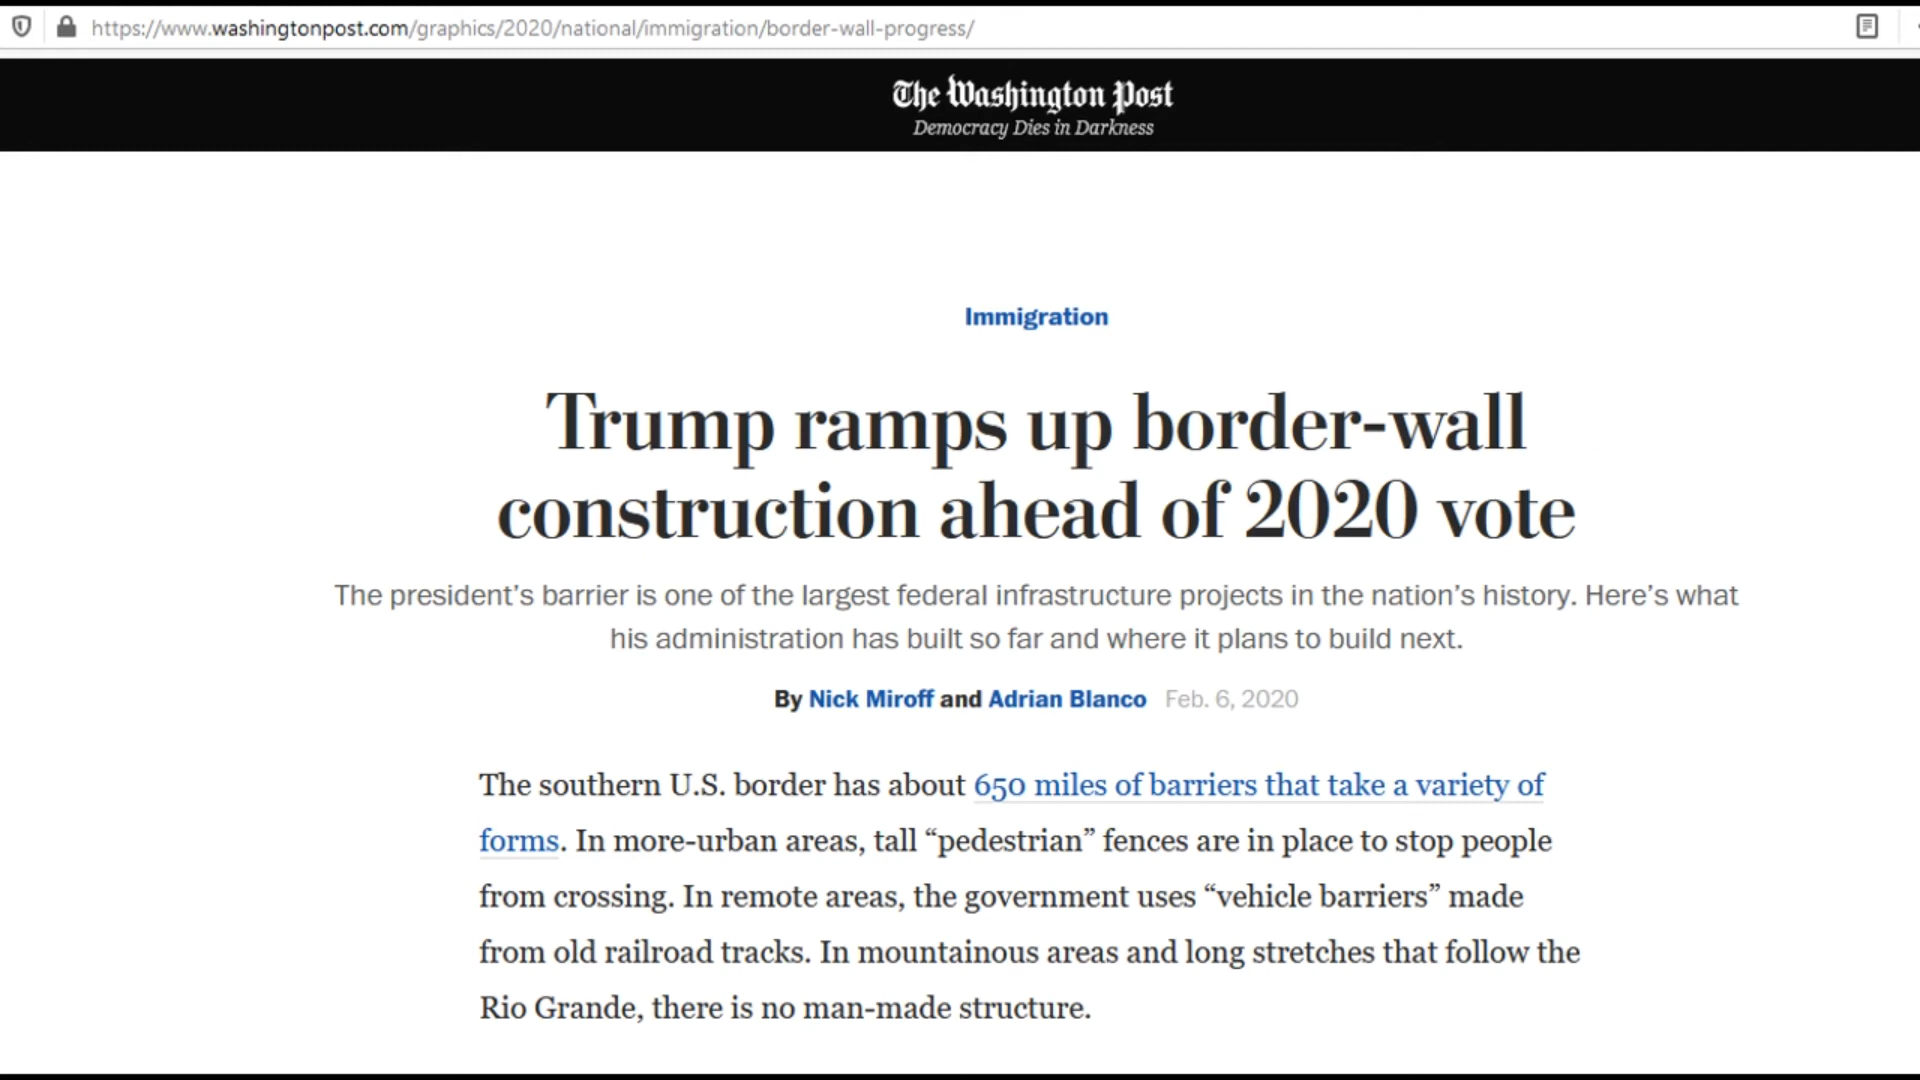 https://www.washingtonpost.com/graphics/2020/national/immigration/border-wall-progress/
The Washington Post
Democracy Dies in Darkness
Immigration
Trump ramps up border-wall
construction ahead of 2020 vote
The president’s barrier is one of the largest federal infrastructure projects in the nation’s history. Here’s what
his administration has built so far and where it plans to build next.
By Nick Miroff and Adrian Blanco Feb. 6, 2020
The southern U.S. border has about 650 miles of barriers that take a variety of
forms. In more-urban areas, tall “pedestrian” fences are in place to stop people
from crossing. In remote areas, the government uses “vehicle barriers” made
from old railroad tracks. In mountainous areas and long stretches that follow the
Rio Grande, there is no man-made structure.